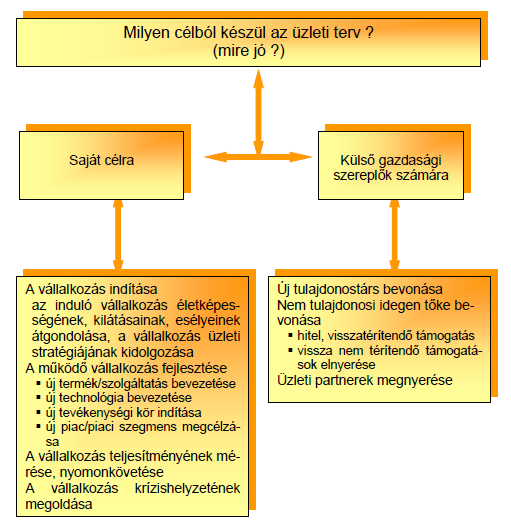 Milyen célból készül az üzleti terv ?
(mire jó ?)
Saját célra
Külső gazdasági
szereplők számára
A vállalkozás indítása
az induló vállalkozás életképes-
ségének, kilátásainak, esélyeinek
átgondolása, a vállalkozás üzleti
stratégiájának kidolgozása
A működő vállalkozás fejlesztése
▪ új termék/szolgáltatás bevezetése
▪ új technológia bevezetése
▪ új tevékenységi kör indítása
▪ új piac/piaci szegmens megcélzá-
sa
A vállalkozás teljesítményének mé-
rése, nyomonkövetése
A vállalkozás krízishelyzetének
megoldása
Új tulajdonostárs bevonása
Nem tulajdonosi idegen tőke be-
vonása
▪ hitel, visszatérítendő támogatás
▪ vissza nem térítendő támogatá-
sok elnyerése
Üzleti partnerek megnyerése